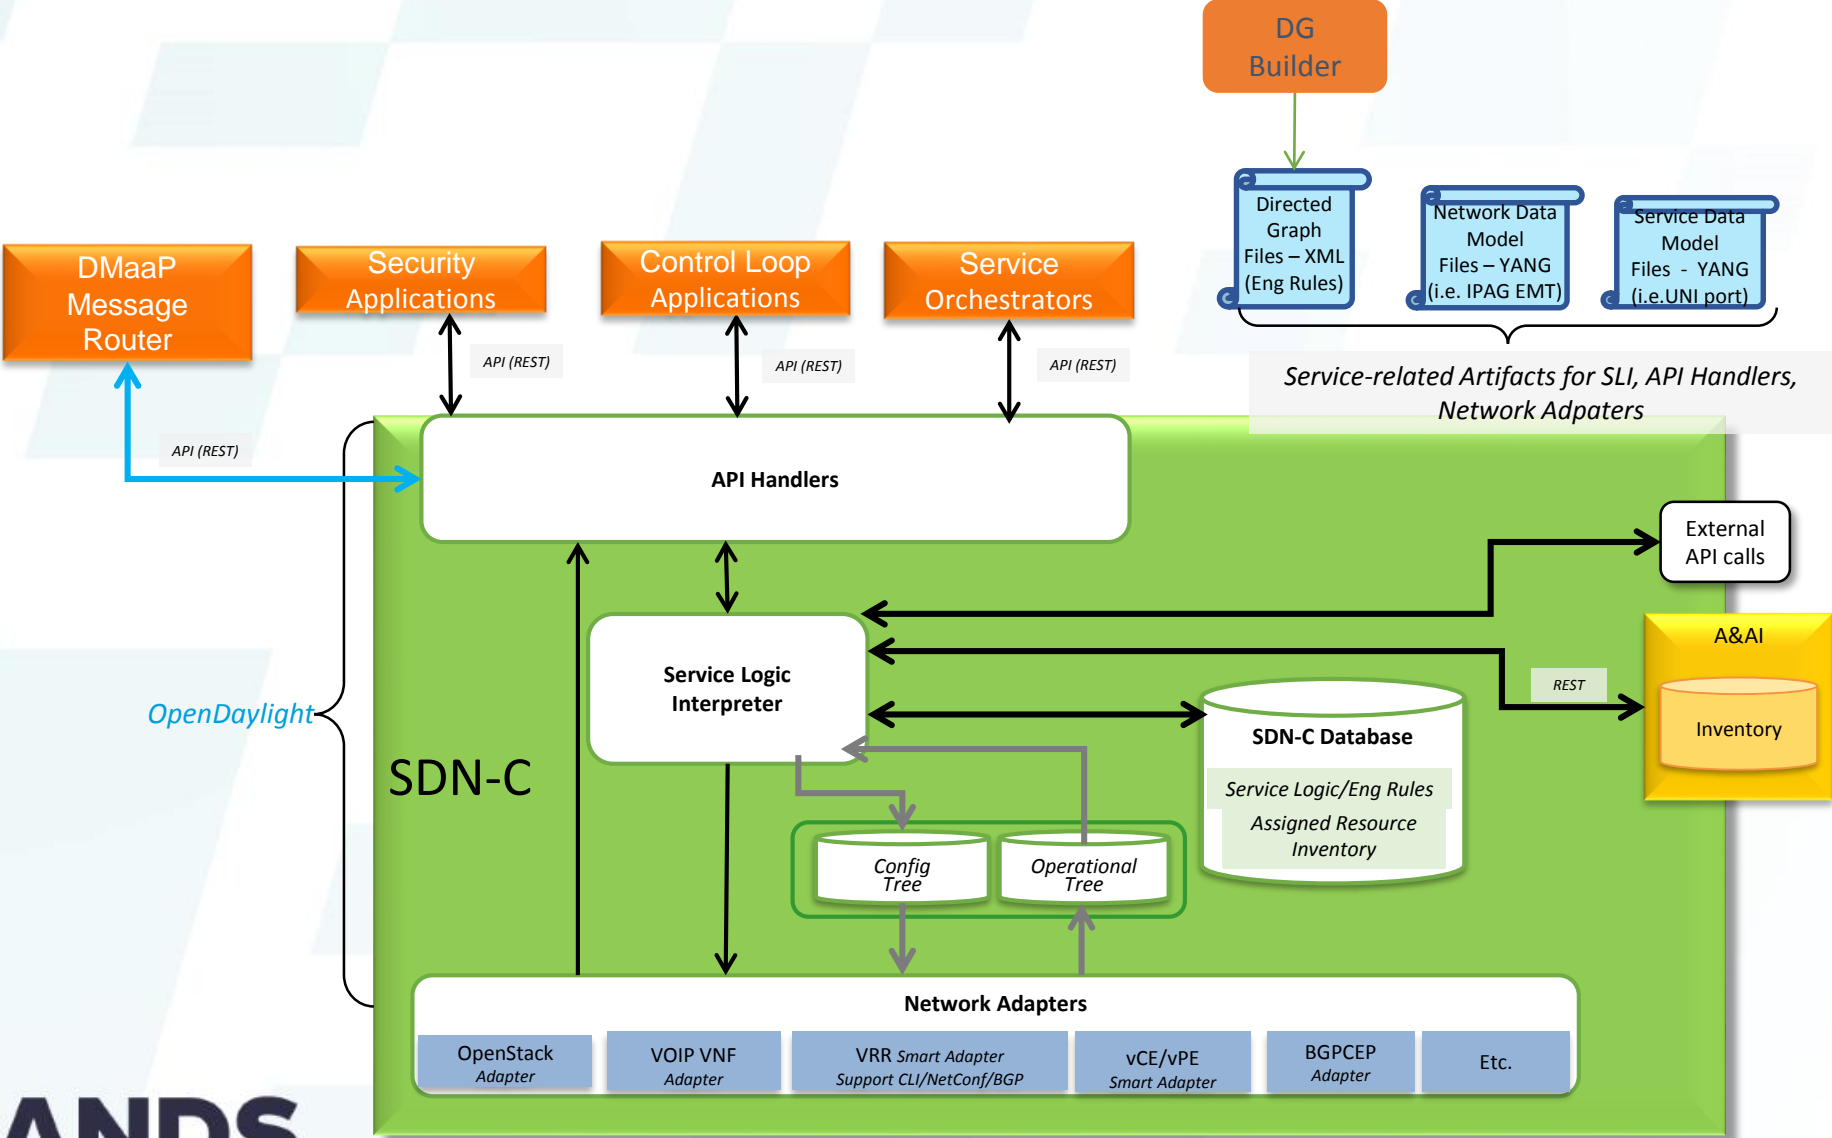 DG
Builder
Directed
Graph
Files – XML
(Eng Rules)
Network Data
Model
Files – YANG
(i.e. IPAG EMT)
Service Data
Model
Files - YANG
(i.e.UNI port)
DMaaP
Message
Router
Security
Applications
Control Loop
Applications
Service
Orchestrators
API (REST)
API (REST)
API (REST)
Service-related Artifacts for SLI, API Handlers,
Network Adpaters
API (REST)
API Handlers
External
API calls
Service Logic
Interpreter
A&AI
REST
Inventory
OpenDaylight
SDN-C
SDN-C Database
Service Logic/Eng Rules
Assigned Resource
Inventory
Config
Tree
Operational
Tree
Network Adapters
OpenStack
Adapter
VOIP VNF
Adapter
VRR Smart Adapter
Support CLI/NetConf/BGP
vCE/vPE
Smart Adapter
BGPCEP
Adapter
Etc.
ANDS